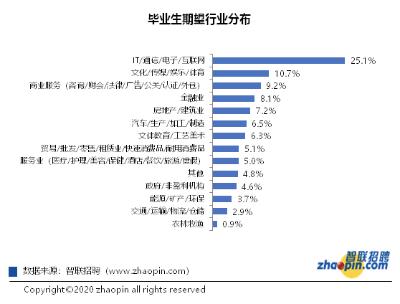 毕业生期望行业分布
IT/通信/电子/互联网 25.1%
文化/传媒/娱乐/体育 10.7%
商业服务（咨询/财会/法律/广告/公关/认证/外包） 9.2%
金融业 8.1%
房地产/建筑业 7.2%
汽车/生产/加工/制造 6.5%
文体教育/工艺美术 6.3%
贸易/批发/零售/租赁业/快速消费品/耐用消费品 5.1%
服务业（医疗/护理/美容/保健/酒店/餐饮/旅游/度假） 5.0%
其他 4.8%
政府/非盈利机构 4.6%
能源/矿产/环保 3.7%
交通/运输/物流/仓储 2.9%
农林牧渔 0.9%
数据来源：智联招聘（www.zhaopin.com）
智联招聘
zhaopin.com
Copyright©2020 zhaopin all rights reserved